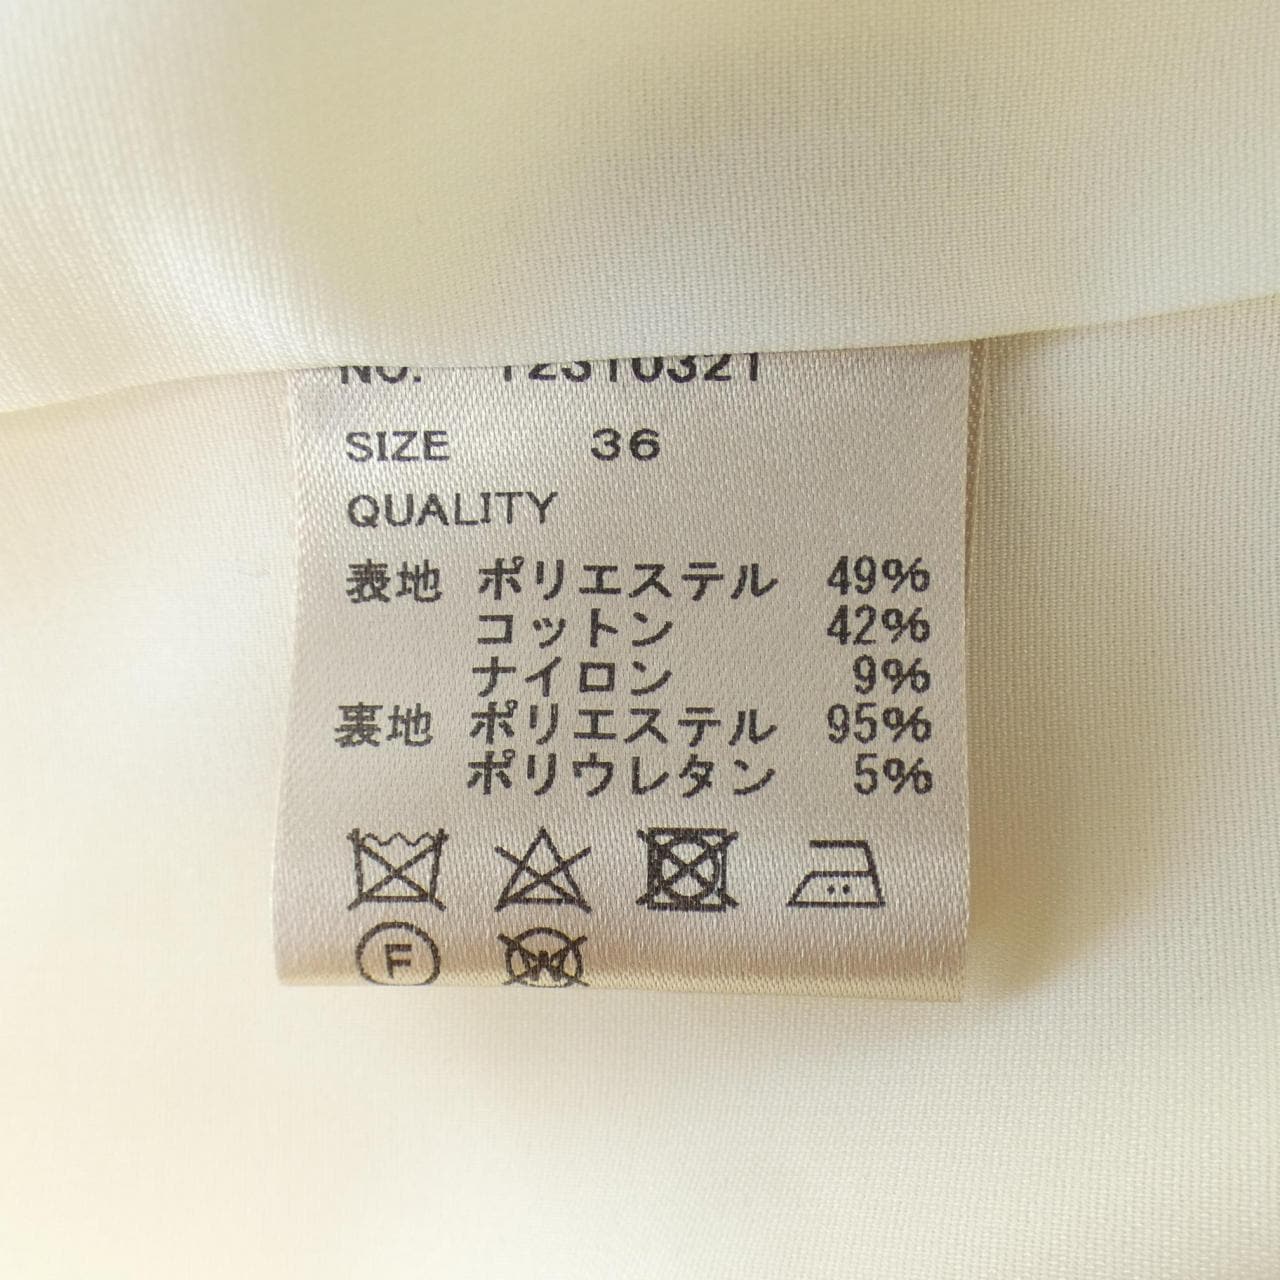 NO. 12310321
SIZE 36
QUALITY
表地 ポリエステル 49%
コットン 42%
ナイロン 9%
裏地 ポリエステル 95%
ポリウレタン 5%
F
W